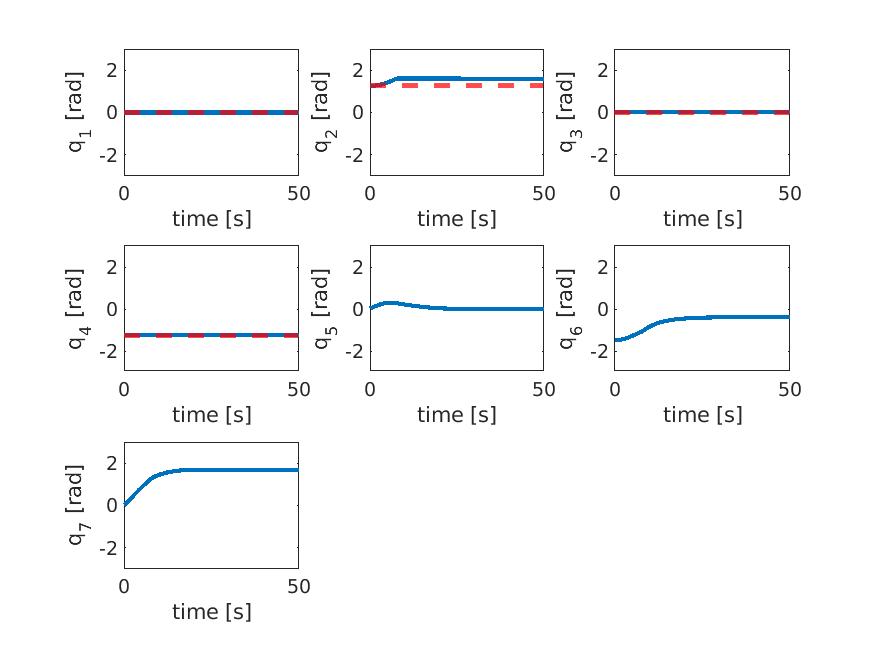 q₁ [rad]
2
0
-2
0 50
time [s]
q₂ [rad]
2
0
-2
0 50
time [s]
q₃ [rad]
2
0
-2
0 50
time [s]
q₄ [rad]
2
0
-2
0 50
time [s]
q₅ [rad]
2
0
-2
0 50
time [s]
q₆ [rad]
2
0
-2
0 50
time [s]
q₇ [rad]
2
0
-2
0 50
time [s]